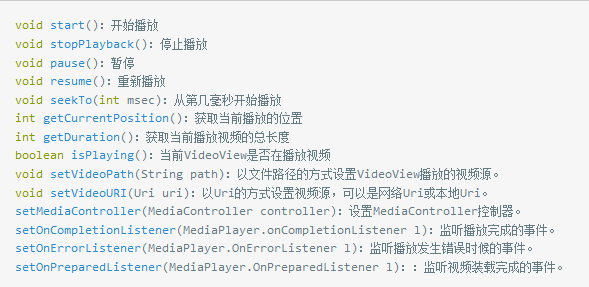 void start()：开始播放
void stopPlayback()：停止播放
void pause()：暂停
void resume()：重新播放
void seekTo(int msec)：从第几毫秒开始播放
int getCurrentPosition()：获取当前播放的位置
int getDuration()：获取当前播放视频的总长度
boolean isPlaying()：当前VideoView是否在播放视频
void setVideoPath(String path)：以文件路径的方式设置VideoView播放的视频源。
void setVideoURI(Uri uri)：以Uri的方式设置视频源，可以是网络Uri或本地Uri。
setMediaController(MediaController controller)：设置MediaController控制器。
setOnCompletionListener(MediaPlayer.onCompletionListener l)：监听播放完成的事件。
setOnErrorListener(MediaPlayer.OnErrorListener l)：监听播放发生错误时候的事件。
setOnPreparedListener(MediaPlayer.OnPreparedListener l)：：监听视频装载完成的事件。